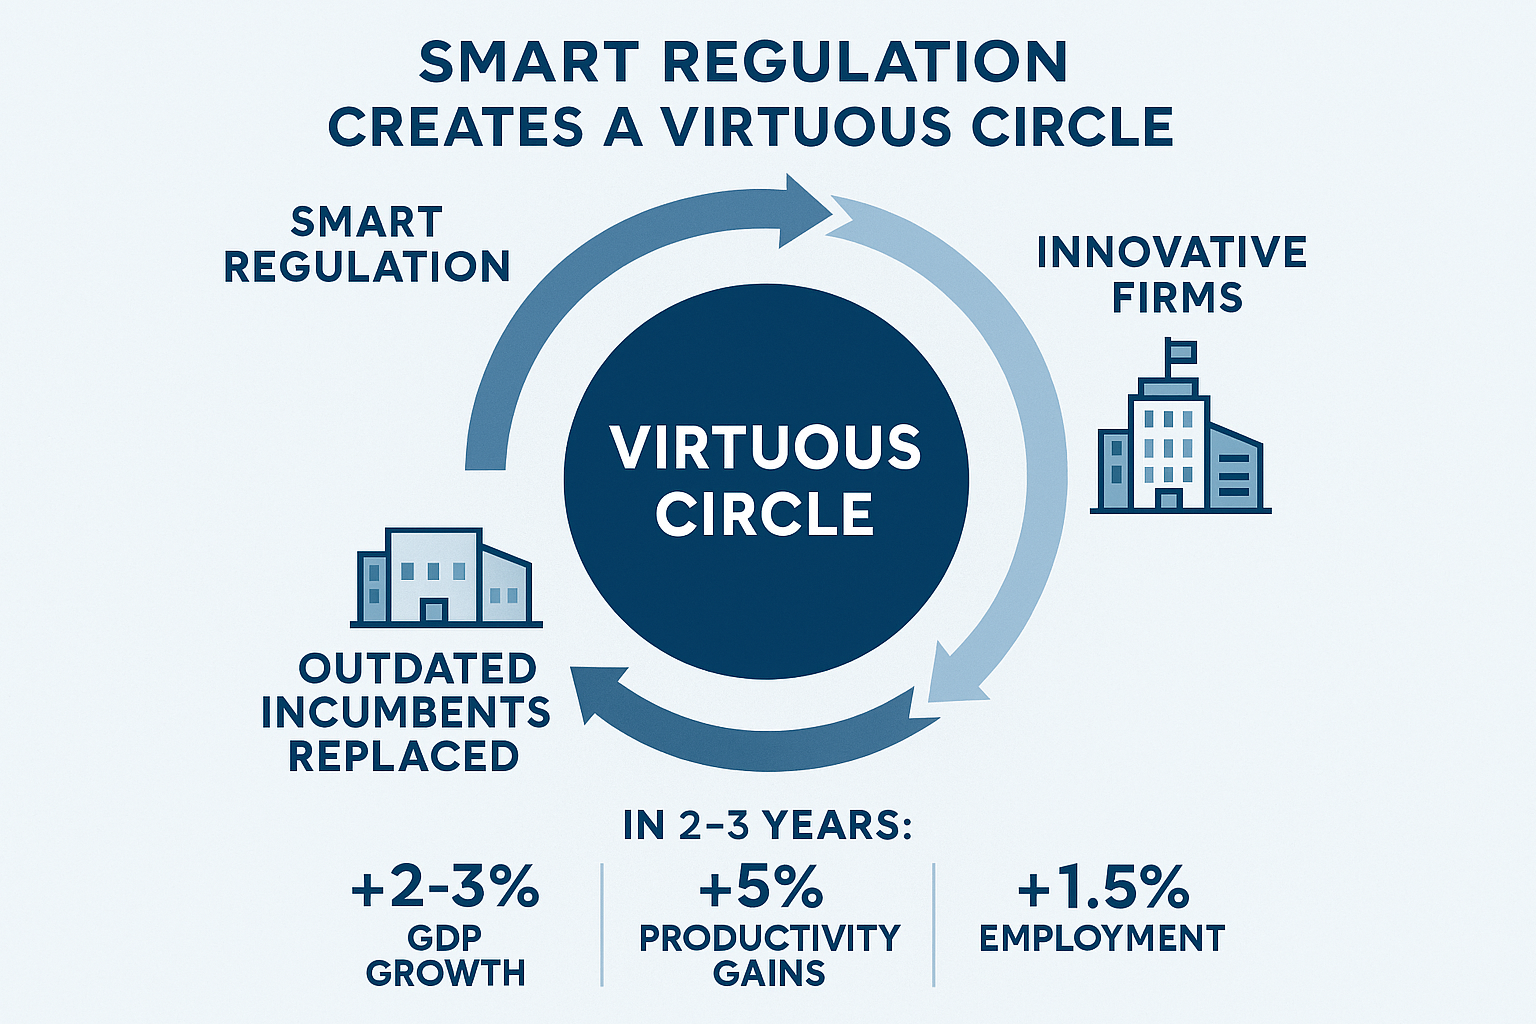 SMART REGULATION
CREATES A VIRTUOUS CIRCLE
SMART
REGULATION
INNOVATIVE
FIRMS
VIRTUOUS
CIRCLE
OUTDATED
INCUMBENTS
REPLACED
IN 2–3 YEARS:
+2-3%
GDP
GROWTH
+5%
PRODUCTIVITY
GAINS
+1.5%
EMPLOYMENT